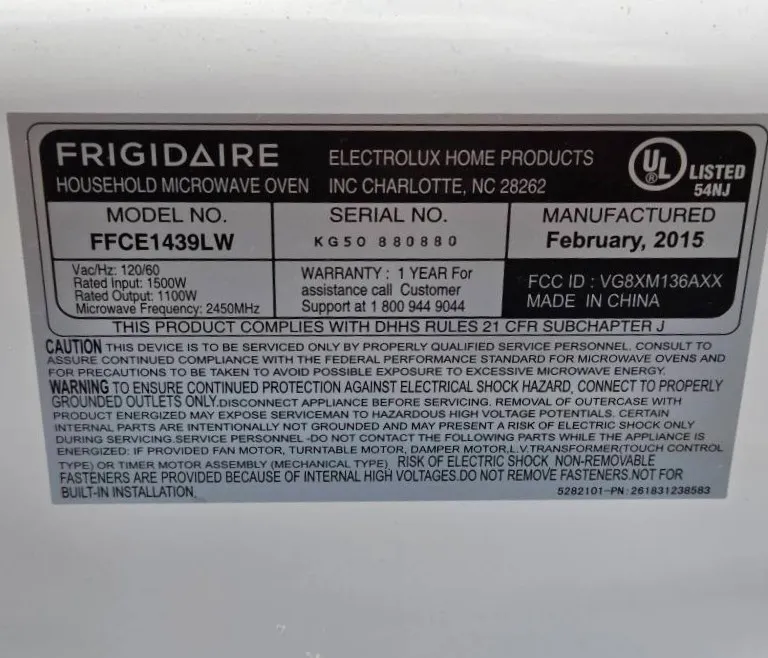 FRIGIDAIRE ELECTROLUX HOME PRODUCTS
HOUSEHOLD MICROWAVE OVEN INC CHARLOTTE, NC 28262
UL LISTED
54NJ
MODEL NO.
FFCE1439LW
SERIAL NO.
KG50 880880
MANUFACTURED
February, 2015
Vac/Hz: 120/60
Rated Input: 1500W
Rated Output: 1100W
Microwave Frequency: 2450MHz
WARRANTY : 1 YEAR For
assistance call Customer
Support at 1 800 944 9044
FCC ID : VG8XM136AXX
MADE IN CHINA
THIS PRODUCT COMPLIES WITH DHHS RULES 21 CFR SUBCHAPTER J
CAUTION THIS DEVICE IS TO BE SERVICED ONLY BY PROPERLY QUALIFIED SERVICE PERSONNEL. CONSULT TO
ASSURE CONTINUED COMPLIANCE WITH THE FEDERAL PERFORMANCE STANDARD FOR MICROWAVE OVENS AND
FOR PRECAUTIONS TO BE TAKEN TO AVOID POSSIBLE EXPOSURE TO EXCESSIVE MICROWAVE ENERGY.
WARNING TO ENSURE CONTINUED PROTECTION AGAINST ELECTRICAL SHOCK HAZARD, CONNECT TO PROPERLY
GROUNDED OUTLETS ONLY.DISCONNECT APPLIANCE BEFORE SERVICING. REMOVAL OF OUTERCASE WITH
PRODUCT ENERGIZED MAY EXPOSE SERVICEMAN TO HAZARDOUS HIGH VOLTAGE POTENTIALS. CERTAIN
INTERNAL PARTS ARE INTENTIONALLY NOT GROUNDED AND MAY PRESENT A RISK OF ELECTRIC SHOCK ONLY
DURING SERVICING.SERVICE PERSONNEL -DO NOT CONTACT THE FOLLOWING PARTS WHILE THE APPLIANCE IS
ENERGIZED: IF PROVIDED FAN MOTOR, TURNTABLE MOTOR, DAMPER MOTOR,L.V.TRANSFORMER(TOUCH CONTROL
TYPE) OR TIMER MOTOR ASSEMBLY (MECHANICAL TYPE) RISK OF ELECTRIC SHOCK NON-REMOVABLE
FASTENERS ARE PROVIDED BECAUSE OF INTERNAL HIGH VOLTAGES.DO NOT REMOVE FASTENERS.NOT FOR
BUILT-IN INSTALLATION.
5282101-PN:261831238583